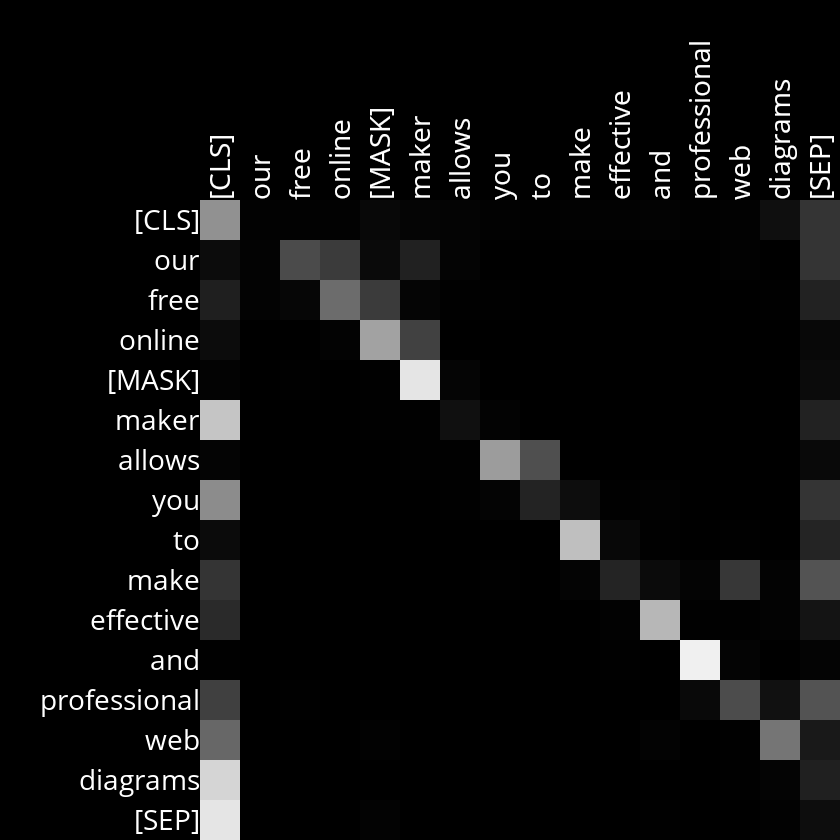 [CLS] our free online [MASK] maker allows you to make effective and professional web diagrams [SEP]
[CLS]
our
free
online
[MASK]
maker
allows
you
to
make
effective
and
professional
web
diagrams
[SEP]